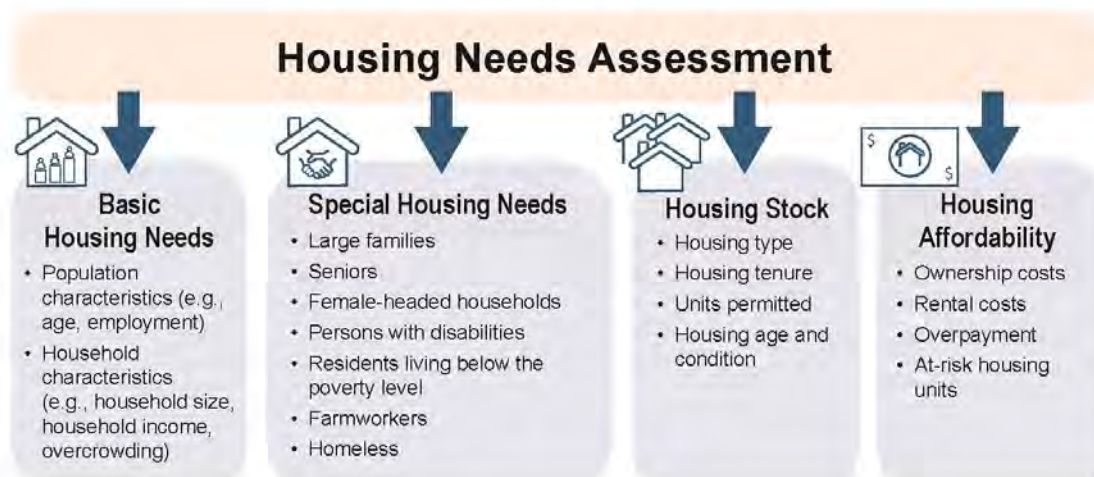 Housing Needs Assessment
Basic
Housing Needs
• Population
characteristics (e.g.,
age, employment)
• Household
characteristics
(e.g., household size,
household income,
overcrowding)
Special Housing Needs
• Large families
• Seniors
• Female-headed households
• Persons with disabilities
• Residents living below the
poverty level
• Farmworkers
• Homeless
Housing Stock
• Housing type
• Housing tenure
• Units permitted
• Housing age and
condition
$
$
Housing
Affordability
• Ownership costs
• Rental costs
• Overpayment
• At-risk housing
units